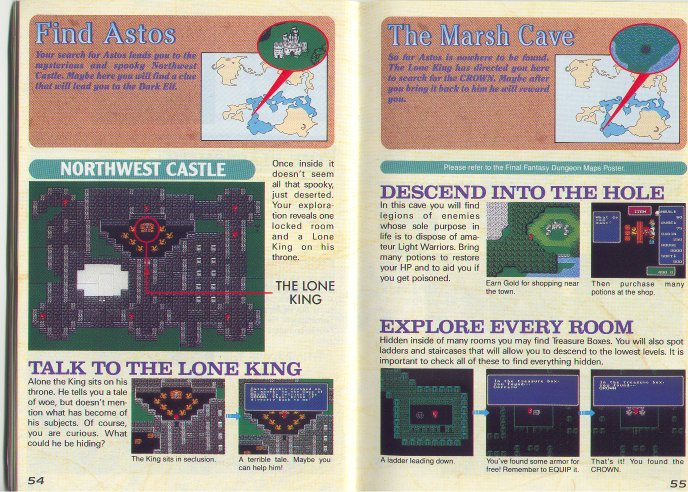 Find Astos
Your search for Astos leads you to the
mysterious and spooky Northwest
Castle. Maybe here you will find a clue
that will lead you to the Dark Elf.
NORTHWEST CASTLE
Once inside it
doesn't seem
all that spooky,
just deserted.
Your explora-
tion reveals one
locked room
and a Lone
King on his
throne.
THE LONE
KING
TALK TO THE LONE KING
Alone the King sits on his
throne. He tells you a tale
of woe, but doesn't men-
tion what has become of
his subjects. Of course,
you are curious. What
could he be hiding?
The King sits in seclusion.
A terrible tale. Maybe you
can help him!
54
The Marsh Cave
So far Astos is nowhere to be found.
The Lone King has directed you here
to search for the CROWN. Maybe after
you bring it back to him he will reward
you.
Please refer to the Final Fantasy Dungeon Maps Poster.
DESCEND INTO THE HOLE
In this cave you will find
legions of enemies
whose sole purpose in
life is to dispose of ama-
teur Light Warriors. Bring
many potions to restore
your HP and to aid you if
you get poisoned.
Earn Gold for shopping near
the town.
ITEM
Then purchase many
potions at the shop.
EXPLORE EVERY ROOM
Hidden inside of many rooms you may find Treasure Boxes. You will also spot
ladders and staircases that will allow you to descend to the lowest levels. It is
important to check all of these to find everything hidden.
A ladder leading down.
In the treasure box,
You've found some armor for
free! Remember to EQUIP it.
In the treasure box,
CROWN
That's it! You found the
CROWN.
55